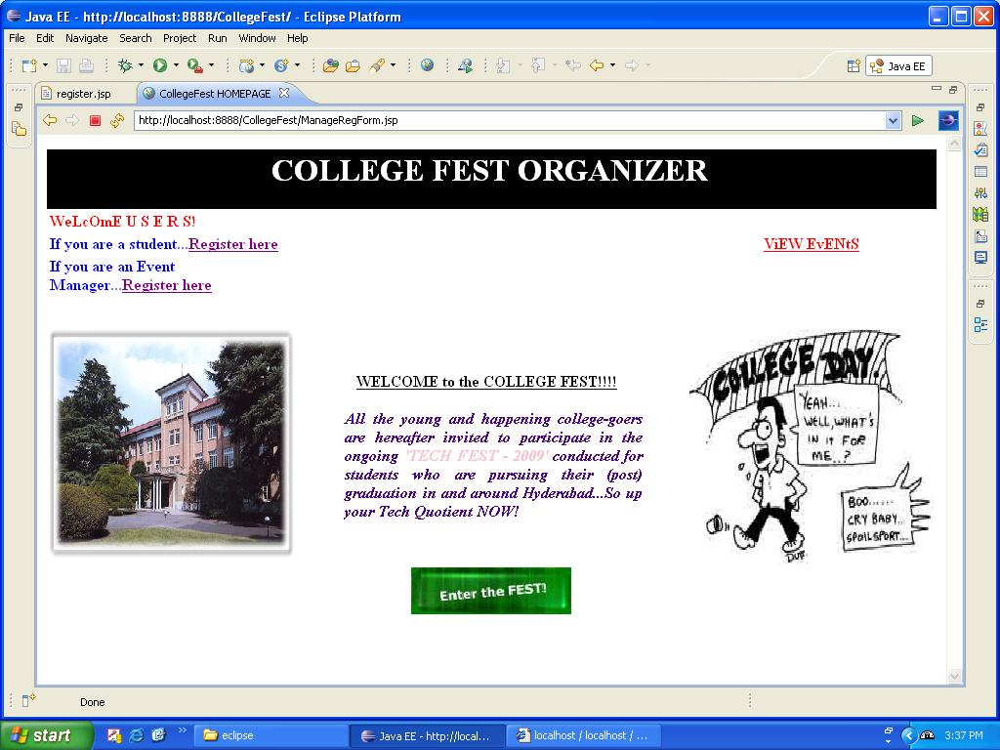 Java EE - http://localhost:8888/CollegeFest/ - Eclipse Platform
File Edit Navigate Search Project Run Window Help
Java EE
register.jsp CollegeFest HOMEPAGE
http://localhost:8888/CollegeFest/ManageRegForm.jsp
COLLEGE FEST ORGANIZER
WeLcOmE U S E R S!
If you are a student...Register here
ViEW EvENtS
If you are an Event
Manager...Register here
WELCOME to the COLLEGE FEST!!!!
All the young and happening college-goers
are hereafter invited to participate in the
ongoing 'TECH FEST - 2009' conducted for
students who are pursuing their (post)
graduation in and around Hyderabad...So up
your Tech Quotient NOW!
COLLEGE DAY.
YEAH....
WELL, WHAT'S
IN IT FOR
ME..?
BOO......
CRY BABY..
SPOILSPORT...
Enter the FEST!
Done
start
eclipse
Java EE - http://local...
localhost / localhost / ...
3:37 PM